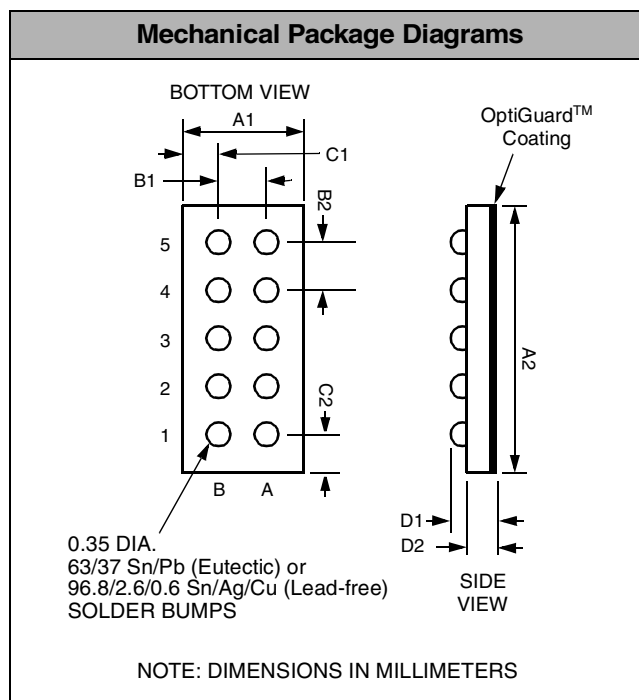 Mechanical Package Diagrams
BOTTOM VIEW
A1
C1
B1
B2
OptiGuard™
Coating
5
4
3
2
1
C2
A2
B A
D1
D2
0.35 DIA.
63/37 Sn/Pb (Eutectic) or
96.8/2.6/0.6 Sn/Ag/Cu (Lead-free)
SOLDER BUMPS
SIDE
VIEW
NOTE: DIMENSIONS IN MILLIMETERS